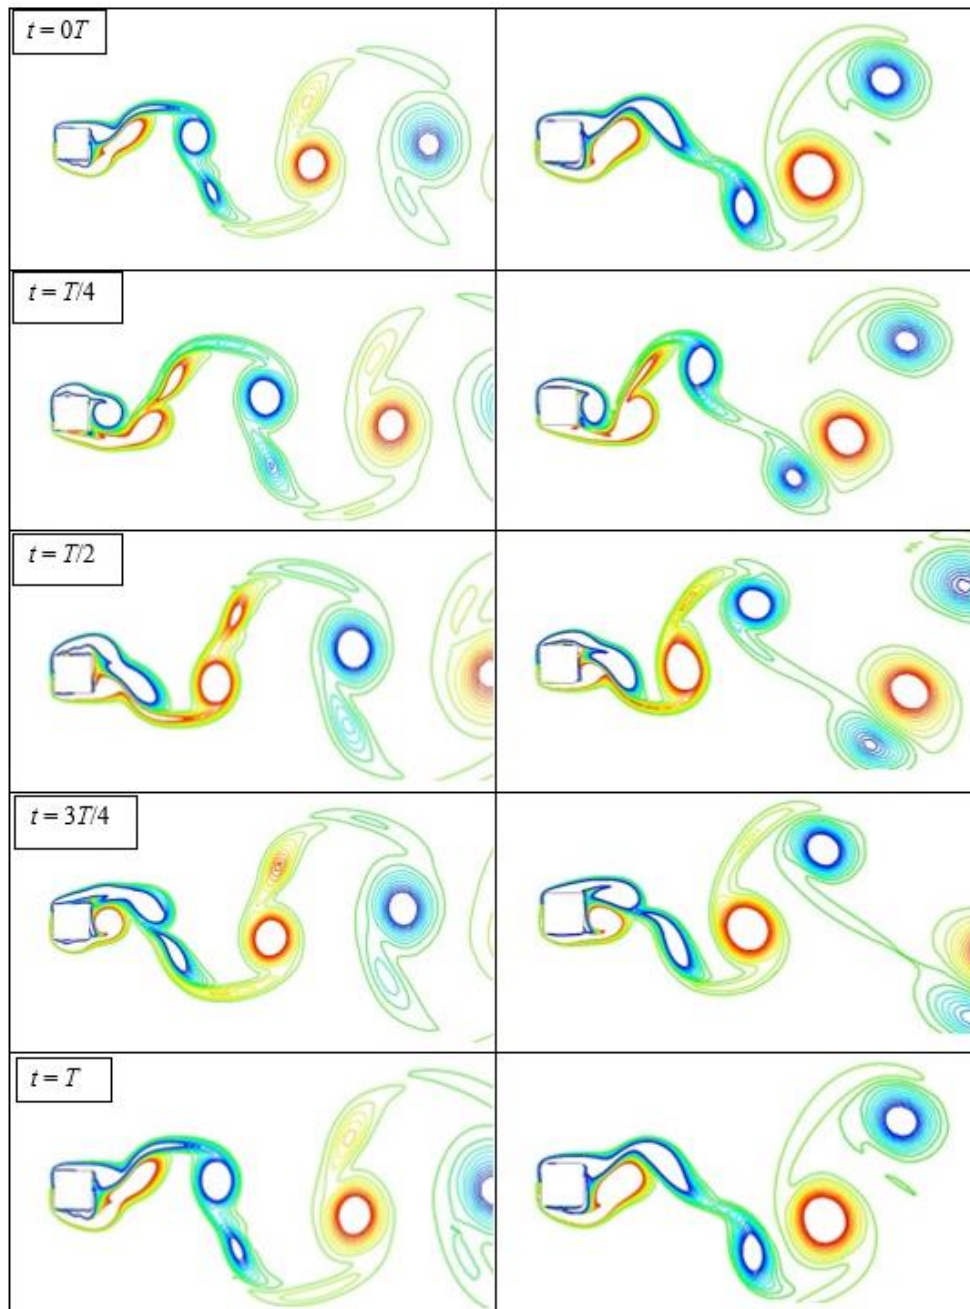 t = 0T
t = T/4
t = T/2
t = 3T/4
t = T